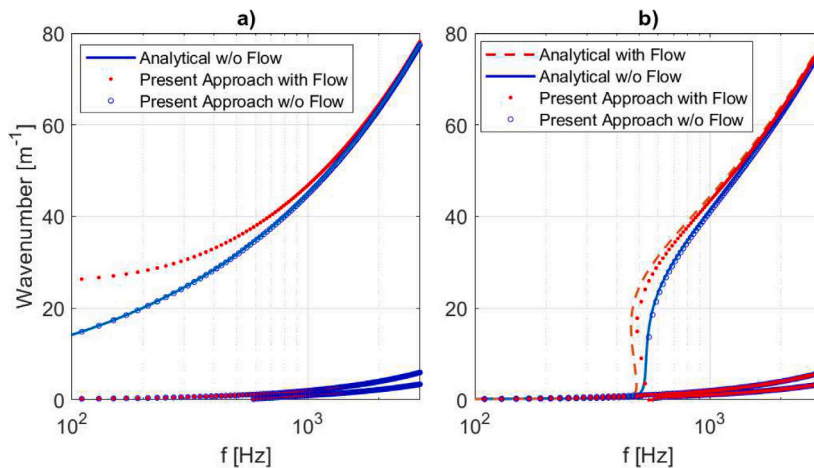 a)
Wavenumber [m⁻¹]
80
60
40
20
0
10²
10³
f [Hz]
Analytical w/o Flow
Present Approach with Flow
Present Approach w/o Flow
b)
80
60
40
20
0
10²
10³
f [Hz]
Analytical with Flow
Analytical w/o Flow
Present Approach with Flow
Present Approach w/o Flow